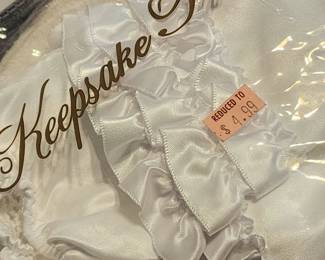 Keepsake
REDUCED TO
$ 4.99